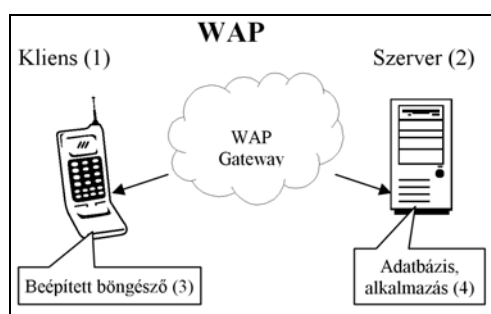 WAP
Kliens (1)
Szerver (2)
WAP
Gateway
Beépített böngésző (3)
Adatbázis,
alkalmazás (4)